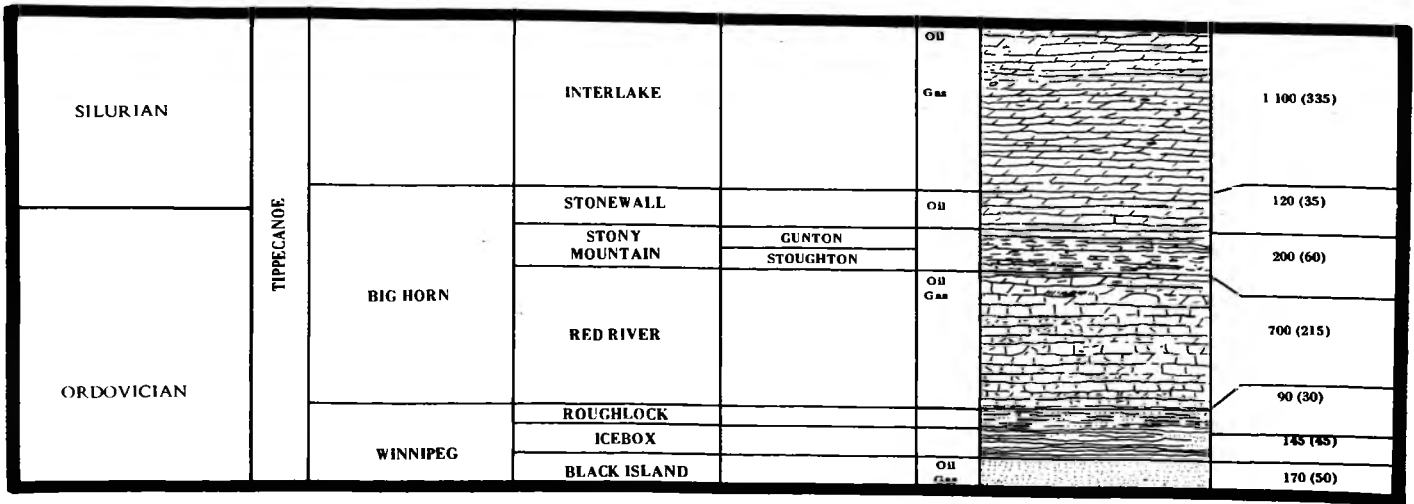 SILURIAN
ORDOVICIAN
TIPPECANOE
BIG HORN
WINNIPEG
INTERLAKE
STONEWALL
STONY
MOUNTAIN
RED RIVER
ROUGHLOCK
ICEBOX
BLACK ISLAND
GUNTON
STOUGHTON
Oil
Gas
Oil
Oil
Gas
Oil
Gas
1 100 (335)
120 (35)
200 (60)
700 (215)
90 (30)
145 (45)
170 (50)